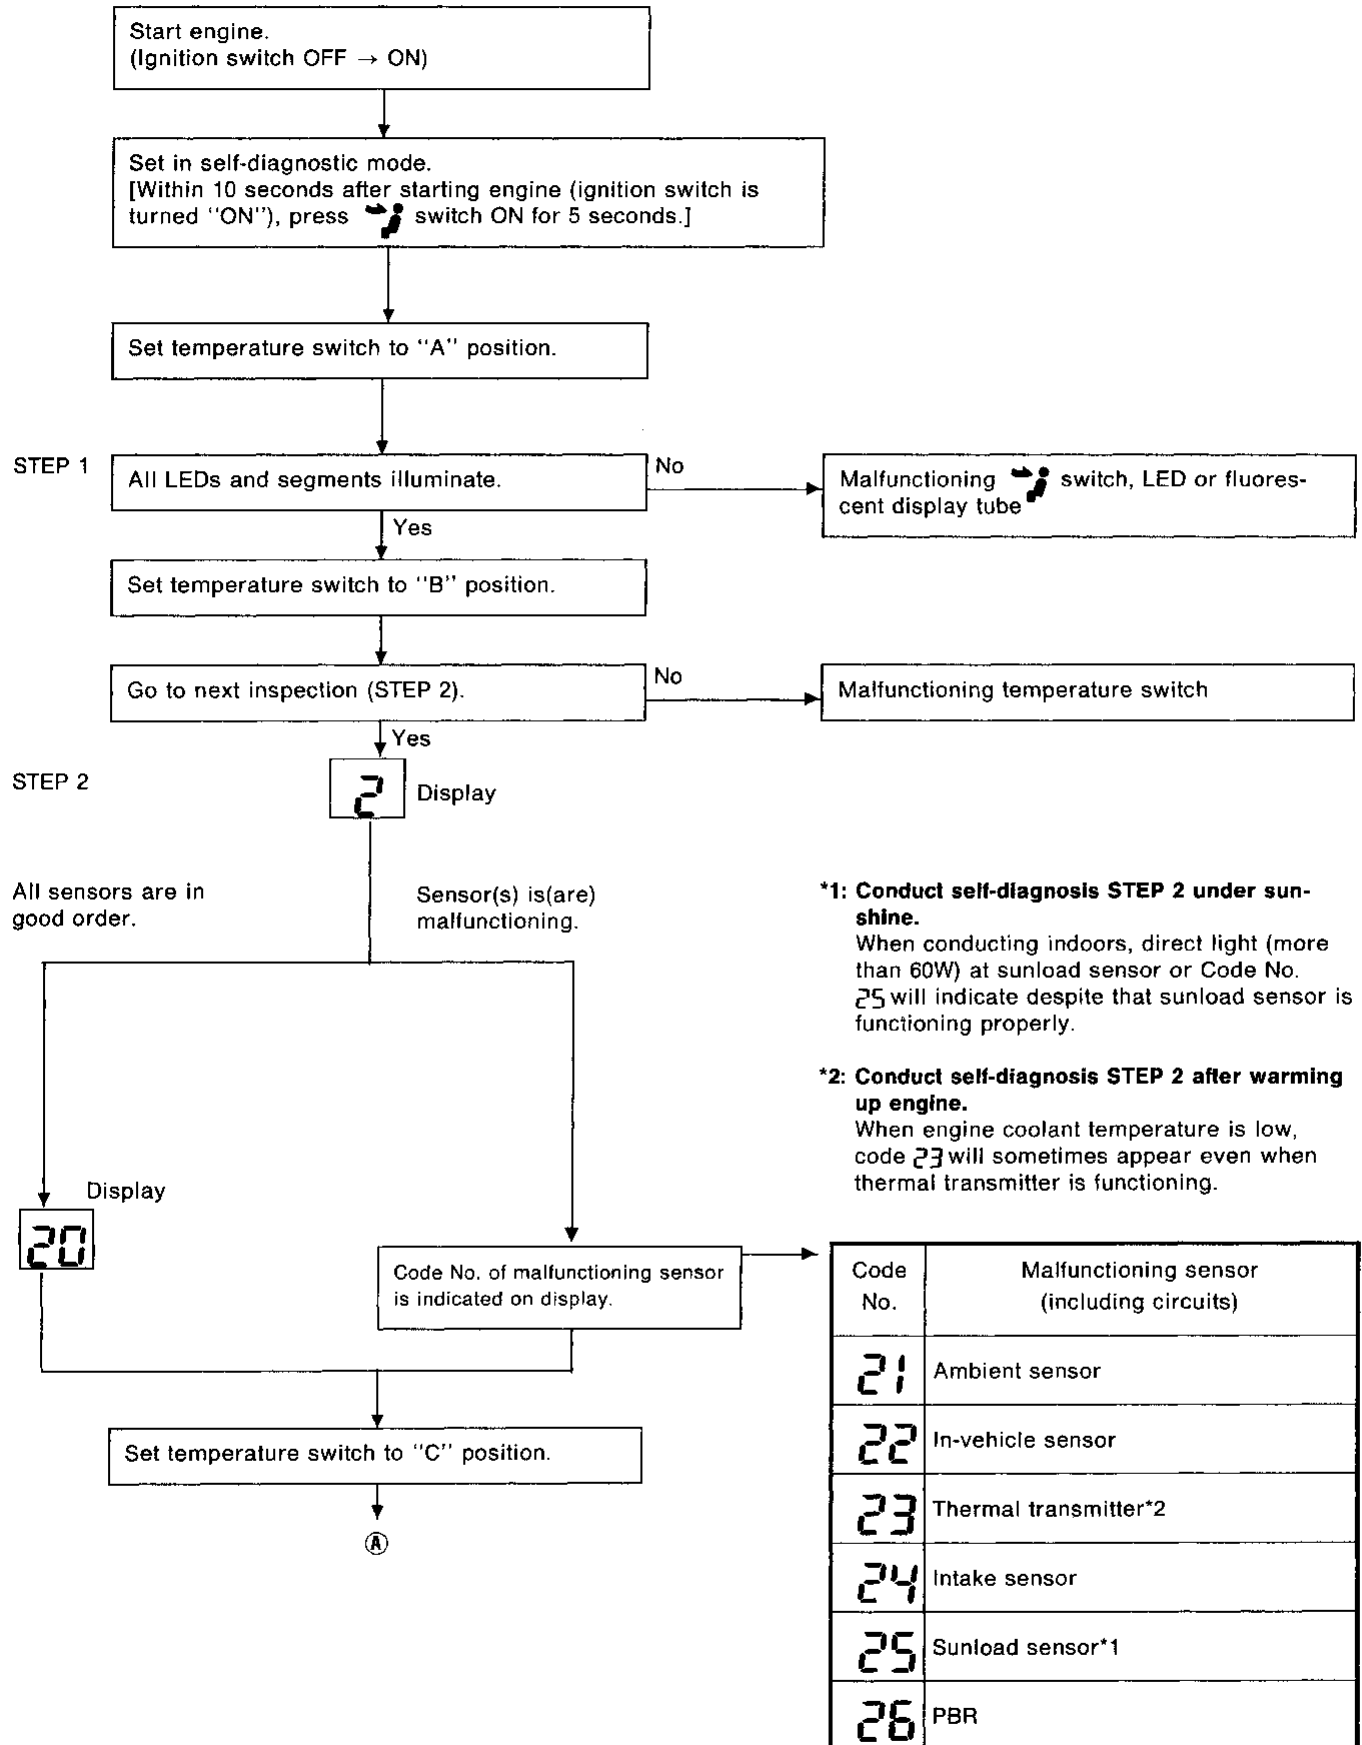 Start engine.
(Ignition switch OFF → ON)
Set in self-diagnostic mode.
[Within 10 seconds after starting engine (ignition switch is
turned "ON"), press switch ON for 5 seconds.]
Set temperature switch to "A" position.
STEP 1
All LEDs and segments illuminate.
No
Malfunctioning switch, LED or fluores-
cent display tube
Yes
Set temperature switch to "B" position.
Go to next inspection (STEP 2).
No
Malfunctioning temperature switch
Yes
STEP 2
2
Display
All sensors are in
good order.
Sensor(s) is(are)
malfunctioning.
*1: Conduct self-diagnosis STEP 2 under sun-
shine.
When conducting indoors, direct light (more
than 60W) at sunload sensor or Code No.
25 will indicate despite that sunload sensor is
functioning properly.
*2: Conduct self-diagnosis STEP 2 after warming
up engine.
When engine coolant temperature is low,
code 23 will sometimes appear even when
thermal transmitter is functioning.
Display
20
Code No. of malfunctioning sensor
is indicated on display.
Set temperature switch to "C" position.
A
Code
No.
Malfunctioning sensor
(including circuits)
21 Ambient sensor
22 In-vehicle sensor
23 Thermal transmitter*2
24 Intake sensor
25 Sunload sensor*1
26 PBR